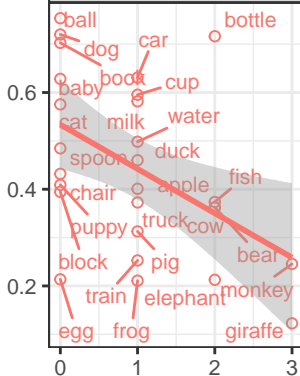 ball
bottle
dog
car
book
0.6
baby
cup
cat
milk
water
spoon
duck
0.4
chair
apple
fish
puppy
truck
cow
block
pig
bear
0.2
train
elephant
monkey
egg
frog
giraffe
0
1
2
3